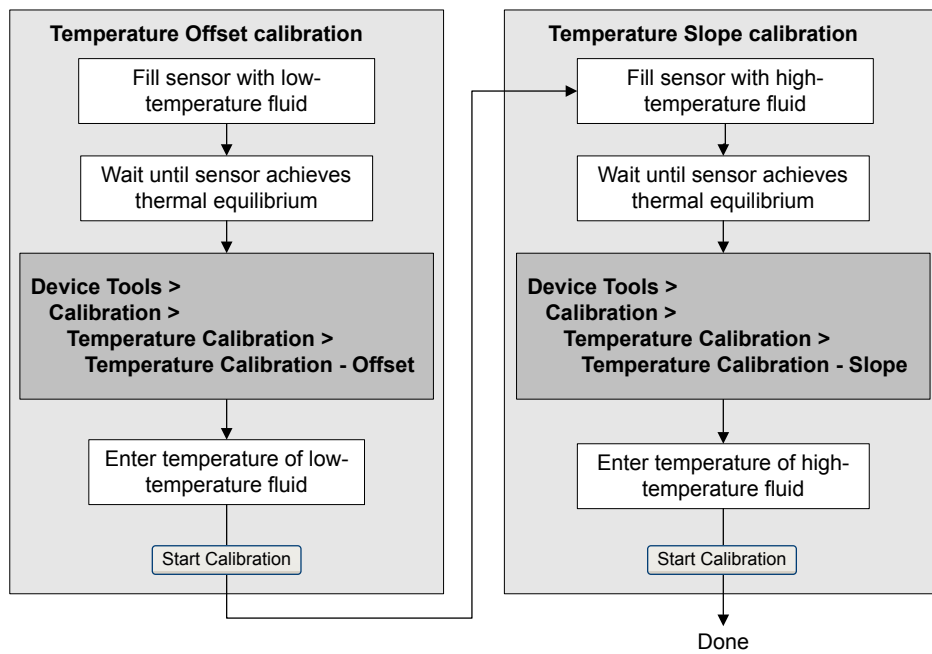 Temperature Offset calibration
Fill sensor with low-
temperature fluid
Wait until sensor achieves
thermal equilibrium
Device Tools >
Calibration >
Temperature Calibration >
Temperature Calibration - Offset
Enter temperature of low-
temperature fluid
Start Calibration
Temperature Slope calibration
Fill sensor with high-
temperature fluid
Wait until sensor achieves
thermal equilibrium
Device Tools >
Calibration >
Temperature Calibration >
Temperature Calibration - Slope
Enter temperature of high-
temperature fluid
Start Calibration
Done